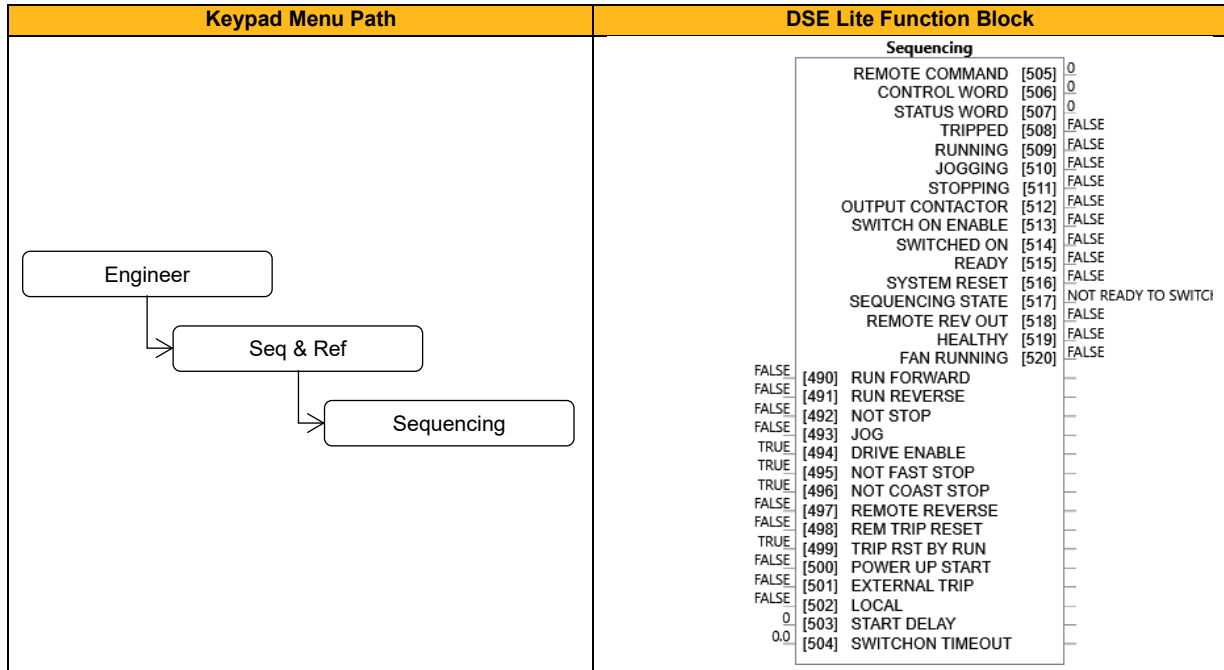 Keypad Menu Path
DSE Lite Function Block
Engineer
Seq & Ref
Sequencing
Sequencing
REMOTE COMMAND [505] 0
CONTROL WORD [506] 0
STATUS WORD [507] 0
TRIPPED [508] FALSE
RUNNING [509] FALSE
JOGGING [510] FALSE
STOPPING [511] FALSE
OUTPUT CONTACTOR [512] FALSE
SWITCH ON ENABLE [513] FALSE
SWITCHED ON [514] FALSE
READY [515] FALSE
SYSTEM RESET [516] FALSE
SEQUENCING STATE [517] NOT READY TO SWITCH
REMOTE REV OUT [518] FALSE
HEALTHY [519] FALSE
FAN RUNNING [520] FALSE
FALSE [490] RUN FORWARD
FALSE [491] RUN REVERSE
FALSE [492] NOT STOP
FALSE [493] JOG
TRUE [494] DRIVE ENABLE
TRUE [495] NOT FAST STOP
TRUE [496] NOT COAST STOP
FALSE [497] REMOTE REVERSE
FALSE [498] REM TRIP RESET
TRUE [499] TRIP RST BY RUN
FALSE [500] POWER UP START
FALSE [501] EXTERNAL TRIP
FALSE [502] LOCAL
0 [503] START DELAY
0.0 [504] SWITCHON TIMEOUT